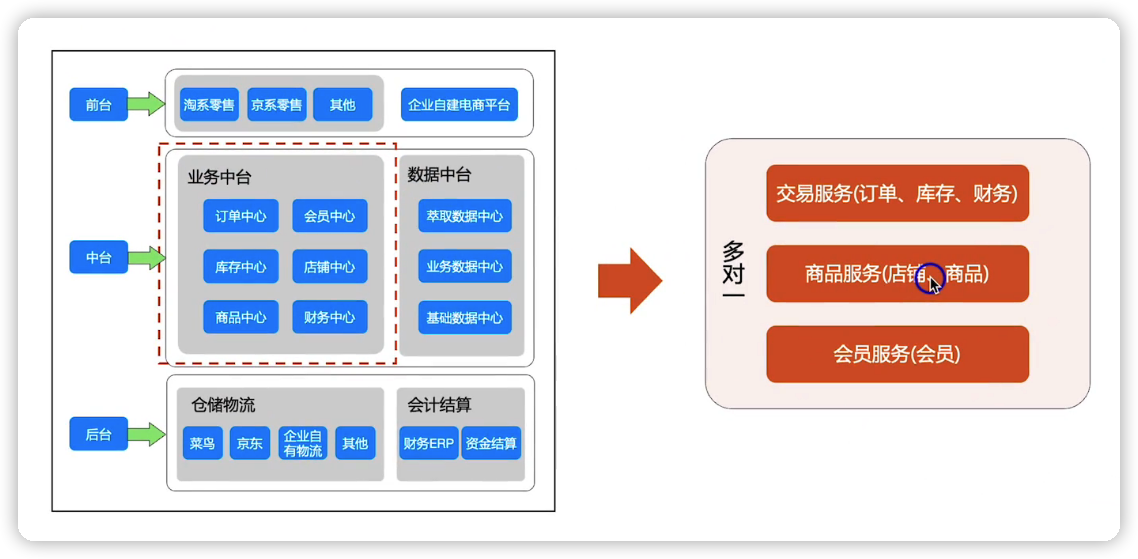 前台
淘系零售
京系零售
其他
企业自建电商平台
中台
业务中台
订单中心
会员中心
库存中心
店铺中心
商品中心
财务中心
数据中台
萃取数据中心
业务数据中心
基础数据中心
后台
仓储物流
菜鸟
京东
企业自
有物流
其他
会计结算
财务ERP
资金结算
多对一
交易服务(订单、库存、财务)
商品服务(店铺、商品)
会员服务(会员)